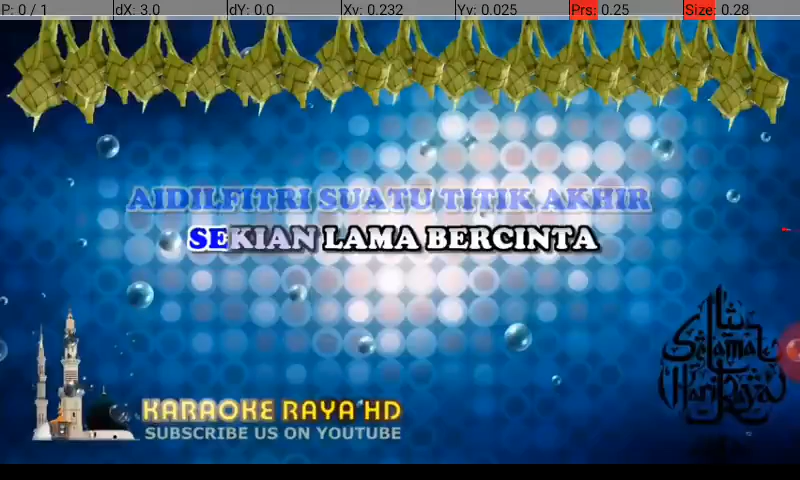 P: 0 / 1 dX: 3.0 dY: 0.0 Xv: 0.232 Yv: 0.025 Prs: 0.25 Size: 0.28
AIDILFITRI SUATU TITIK AKHIR
SEKIAN LAMA BERCINTA
Selamat
Hari Raya
KARAOKE RAYA HD
SUBSCRIBE US ON YOUTUBE